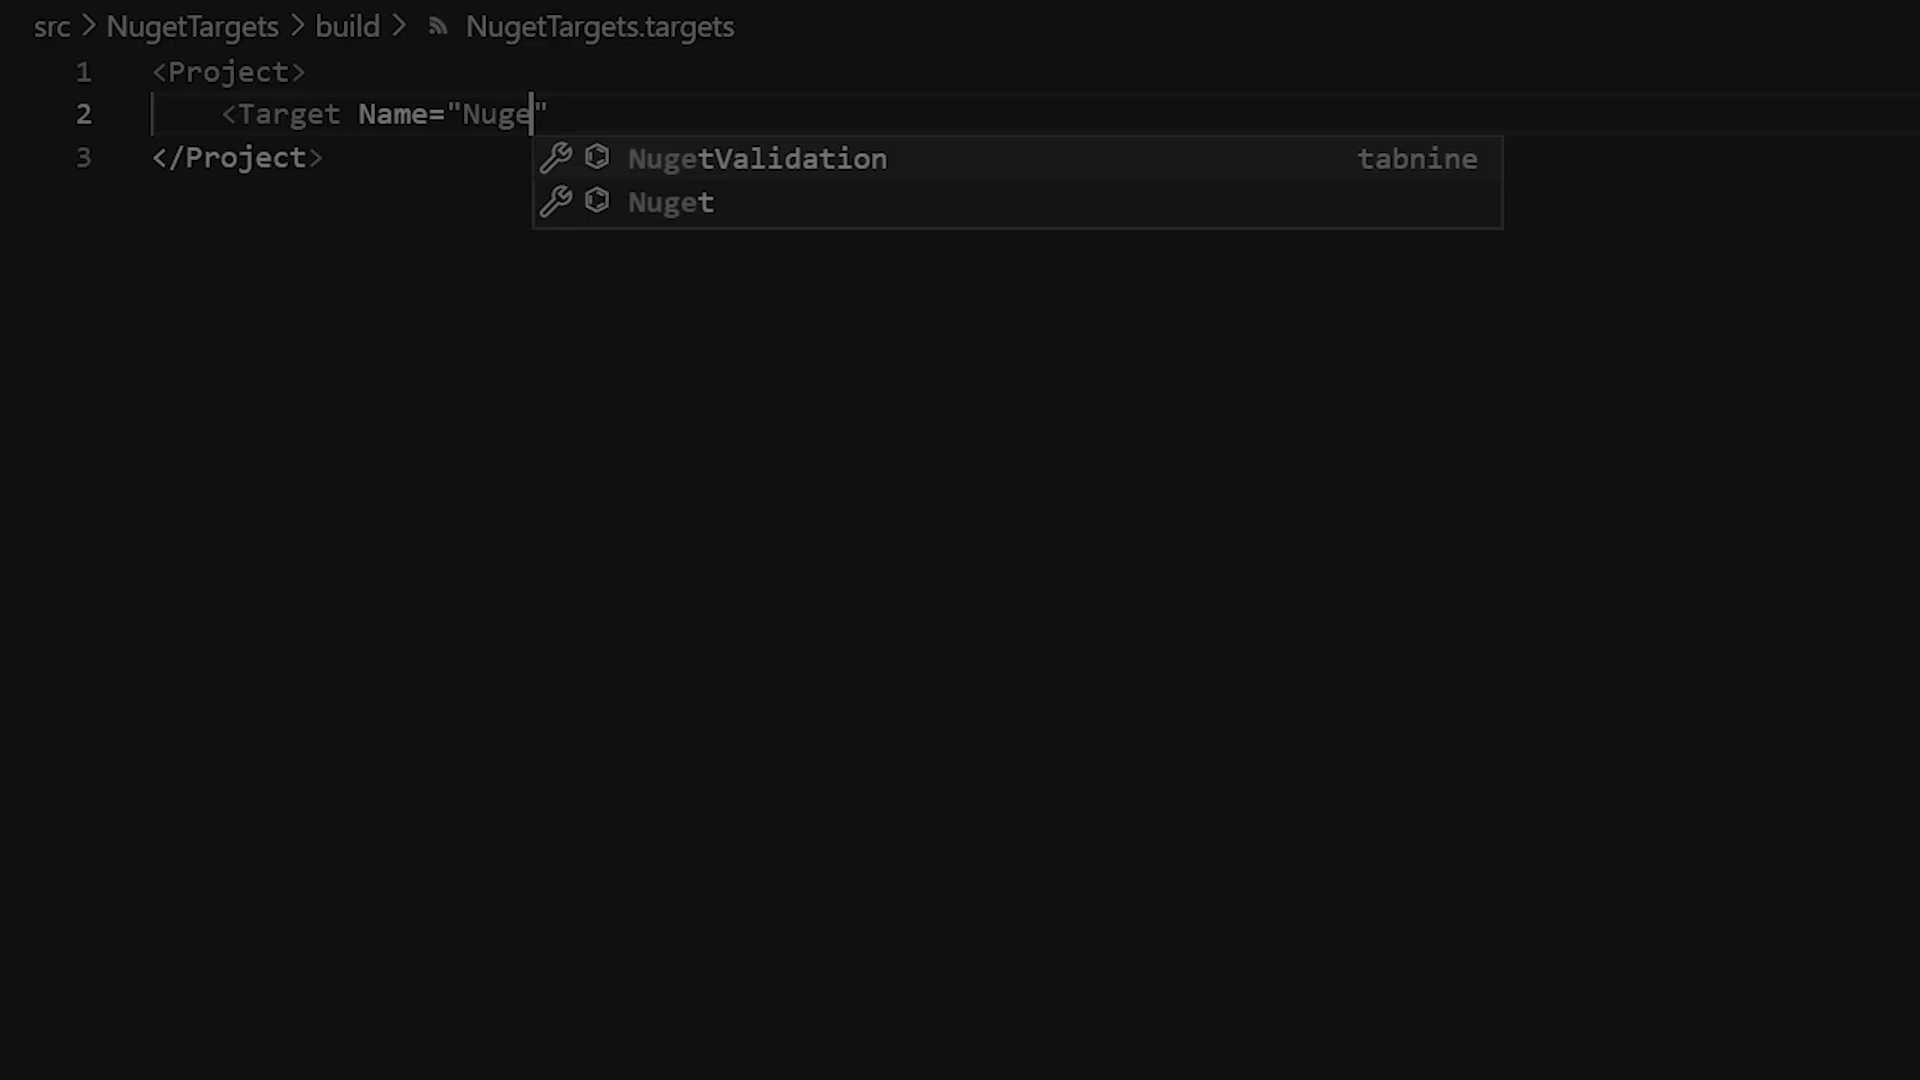 src > NugetTargets > build > NugetTargets.targets
1 <Project>
2 <Target Name="Nuge"
NugetValidation tabnine
3 </Project>
Nuget